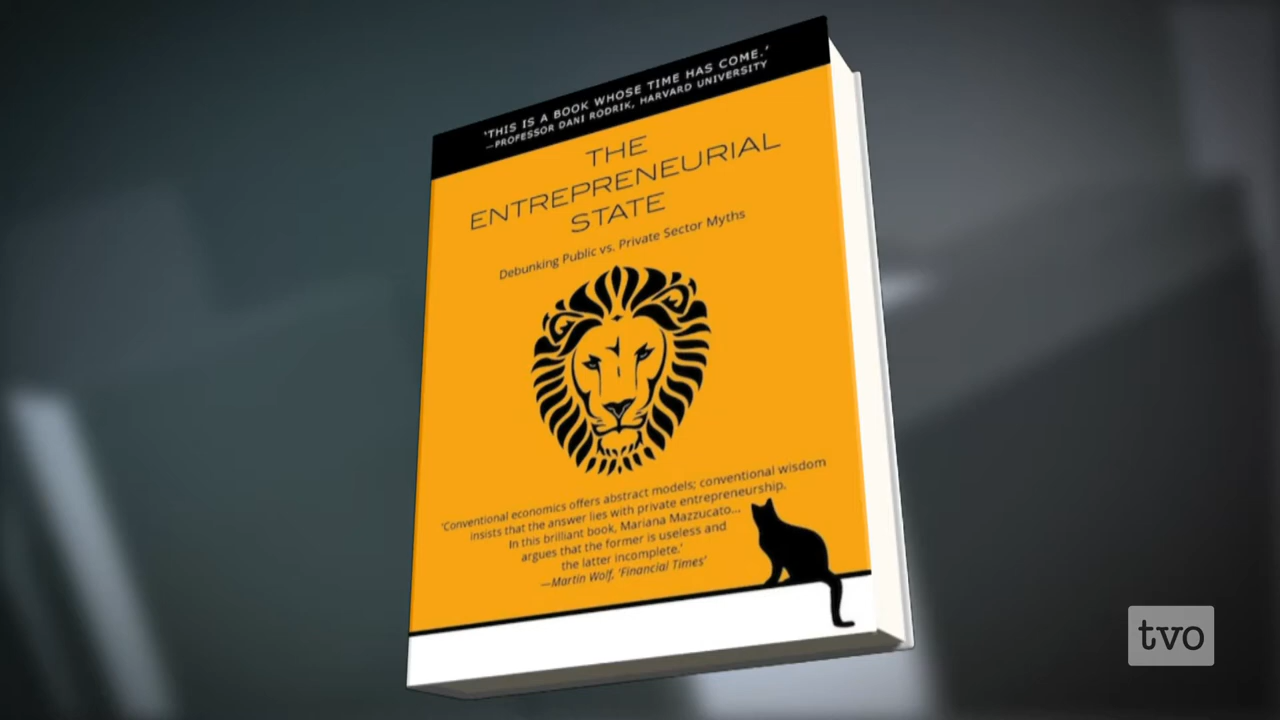 ‘THIS IS A BOOK WHOSE TIME HAS COME.’
—PROFESSOR DANI RODRIK, HARVARD UNIVERSITY
THE
ENTREPRENEURIAL
STATE
Debunking Public vs. Private Sector Myths
‘Conventional economics offers abstract models; conventional wisdom
insists that the answer lies with private entrepreneurship.
In this brilliant book, Mariana Mazzucato...
argues that the former is useless and
the latter incomplete.’
—Martin Wolf, ‘Financial Times’
tvo